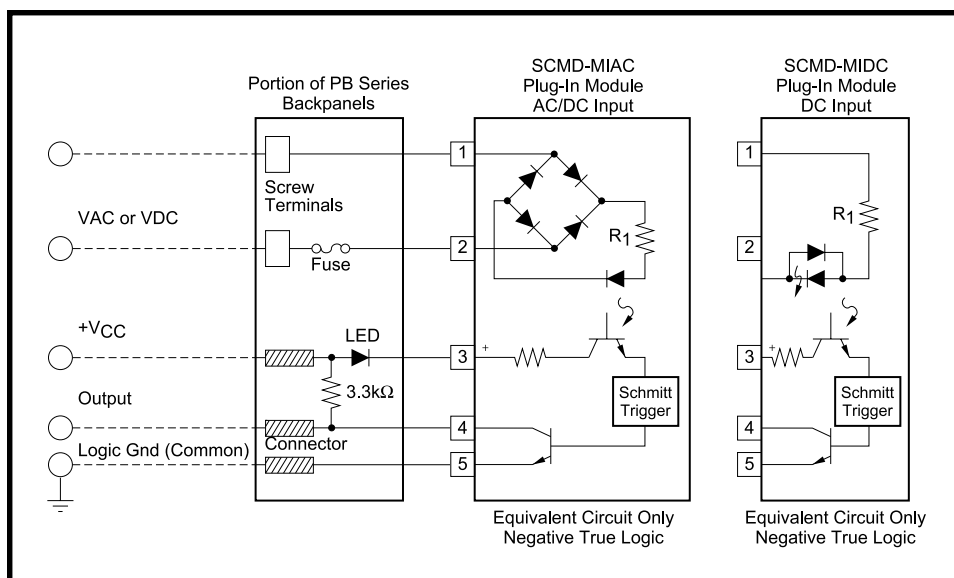 Portion of PB Series
Backpanels
SCMD-MIAC
Plug-In Module
AC/DC Input
SCMD-MIDC
Plug-In Module
DC Input
1
1
Screw
Terminals
VAC or VDC
R1
R1
2
2
Fuse
+VCC
LED
3
+
3
+
3.3kΩ
Schmitt
Trigger
Schmitt
Trigger
Output
4
4
Connector
Logic Gnd (Common)
5
5
Equivalent Circuit Only
Negative True Logic
Equivalent Circuit Only
Negative True Logic